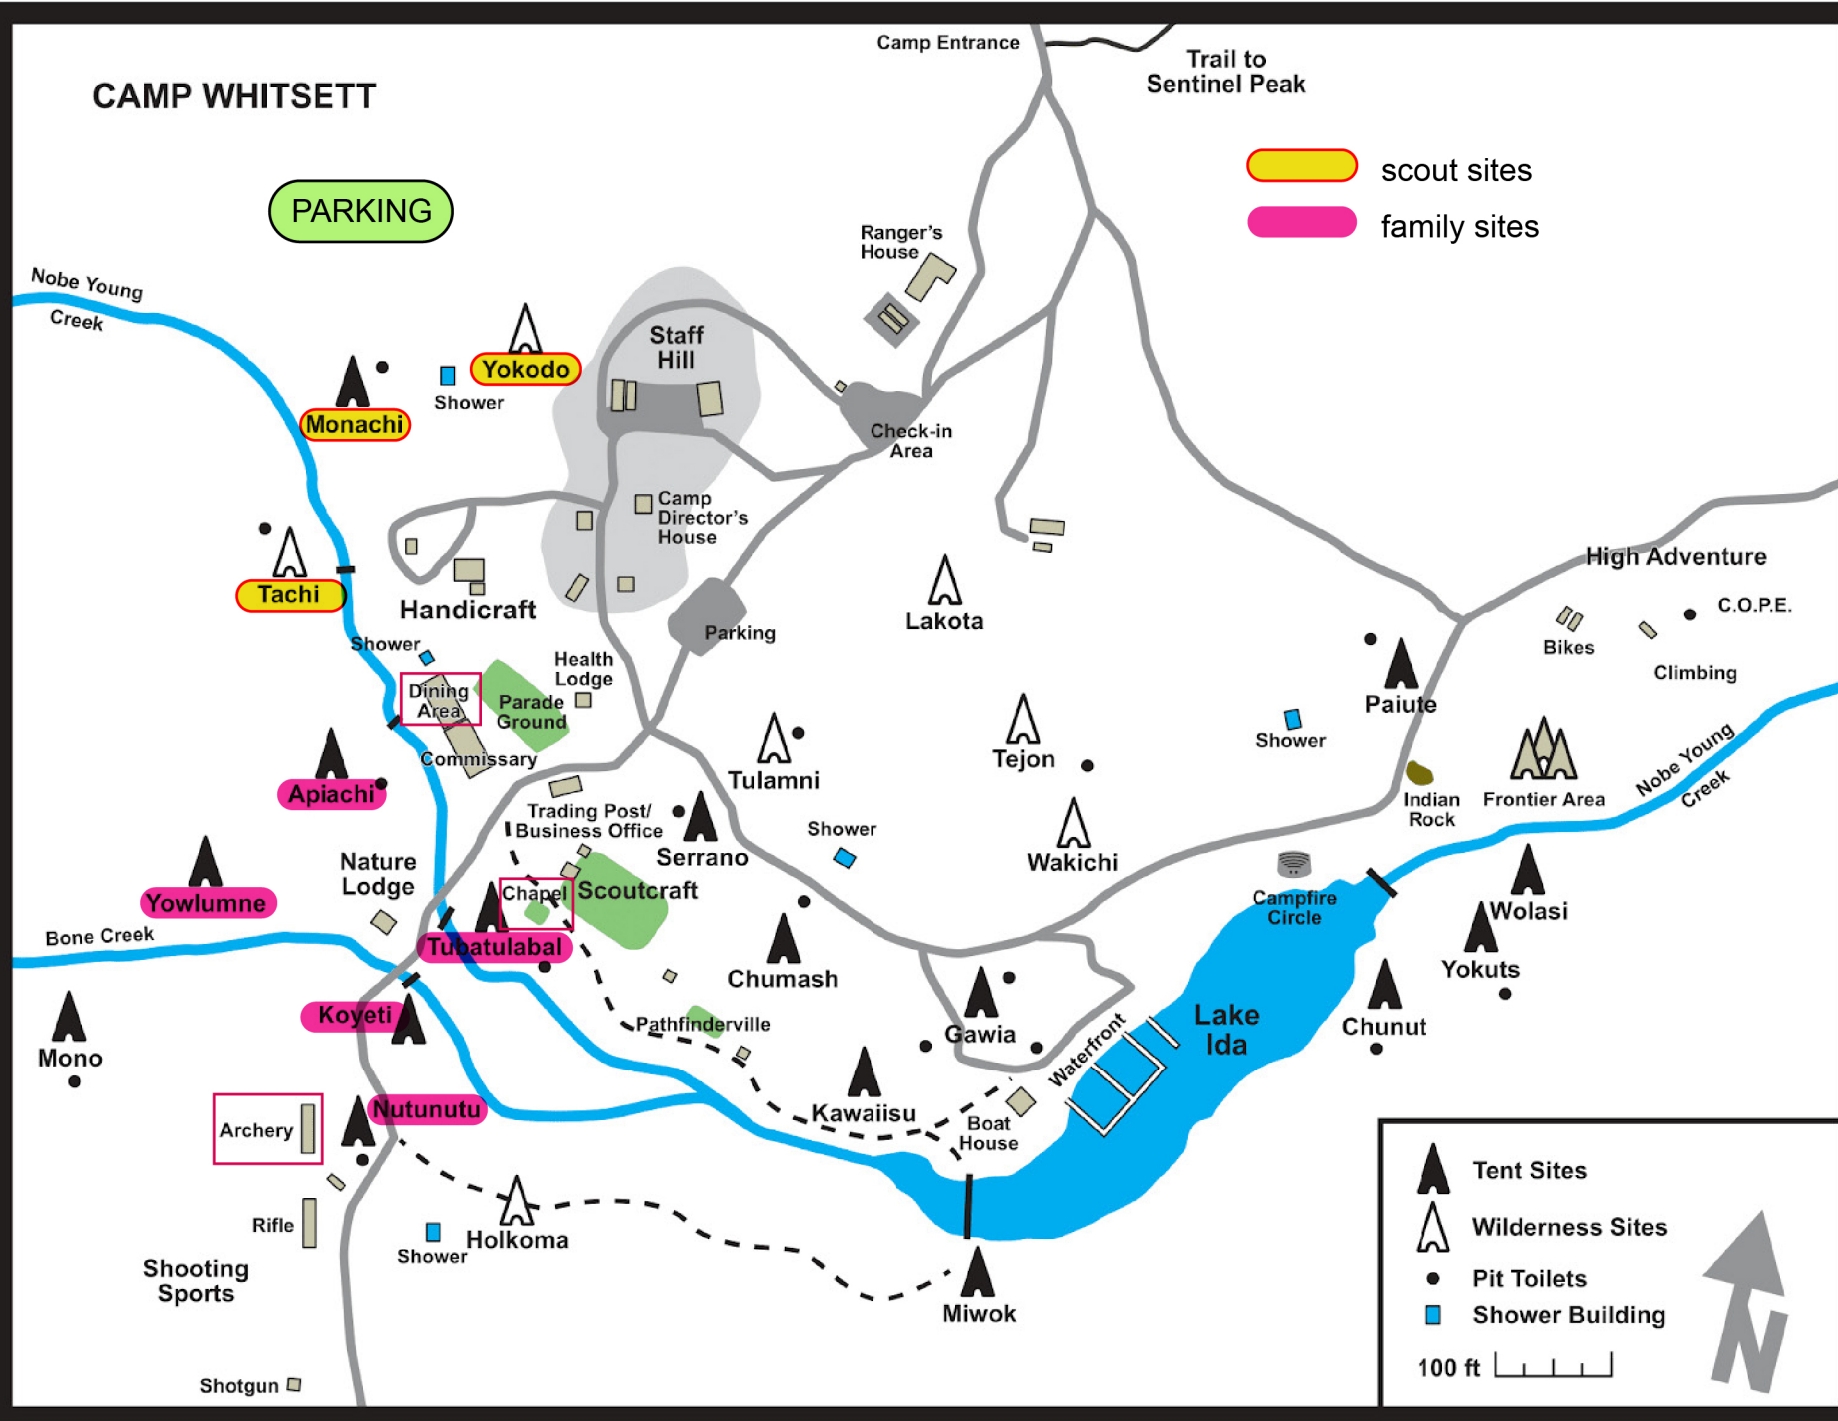 Camp Entrance
Trail to
Sentinel Peak
CAMP WHITSETT
scout sites
PARKING
family sites
Ranger's
House
Nobe Young
Creek
Staff
Hill
Yokodo
Shower
Monachi
Check-in
Area
Camp
Director's
House
High Adventure
Tachi
Handicraft
Lakota
C.O.P.E.
Parking
Bikes
Shower
Health
Lodge
Climbing
Dining
Area
Parade
Ground
Paiute
Shower
Commissary
Tulamni
Tejon
Nobe Young
Creek
Apiachi
Trading Post/
Business Office
Indian
Rock
Frontier Area
Shower
Serrano
Wakichi
Nature
Lodge
Chapel
Scoutcraft
Yowlumne
Campfire
Circle
Wolasi
Bone Creek
Tubatulabal
Chumash
Yokuts
Koyeti
Pathfinderville
Gawia
Waterfront
Lake
Ida
Chunut
Mono
Nutunutu
Kawaiisu
Archery
Boat
House
Rifle
Shower
Holkoma
Shooting
Sports
Miwok
Shotgun
Tent Sites
Wilderness Sites
Pit Toilets
Shower Building
100 ft
N